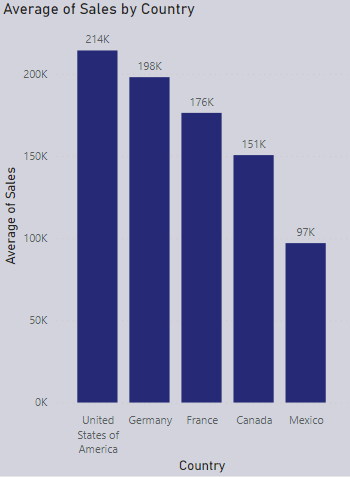 Average of Sales by Country
214K
198K
200K
176K
151K
150K
Average of Sales
100K
97K
50K
0K
United
States of
America
Germany
France
Canada
Mexico
Country